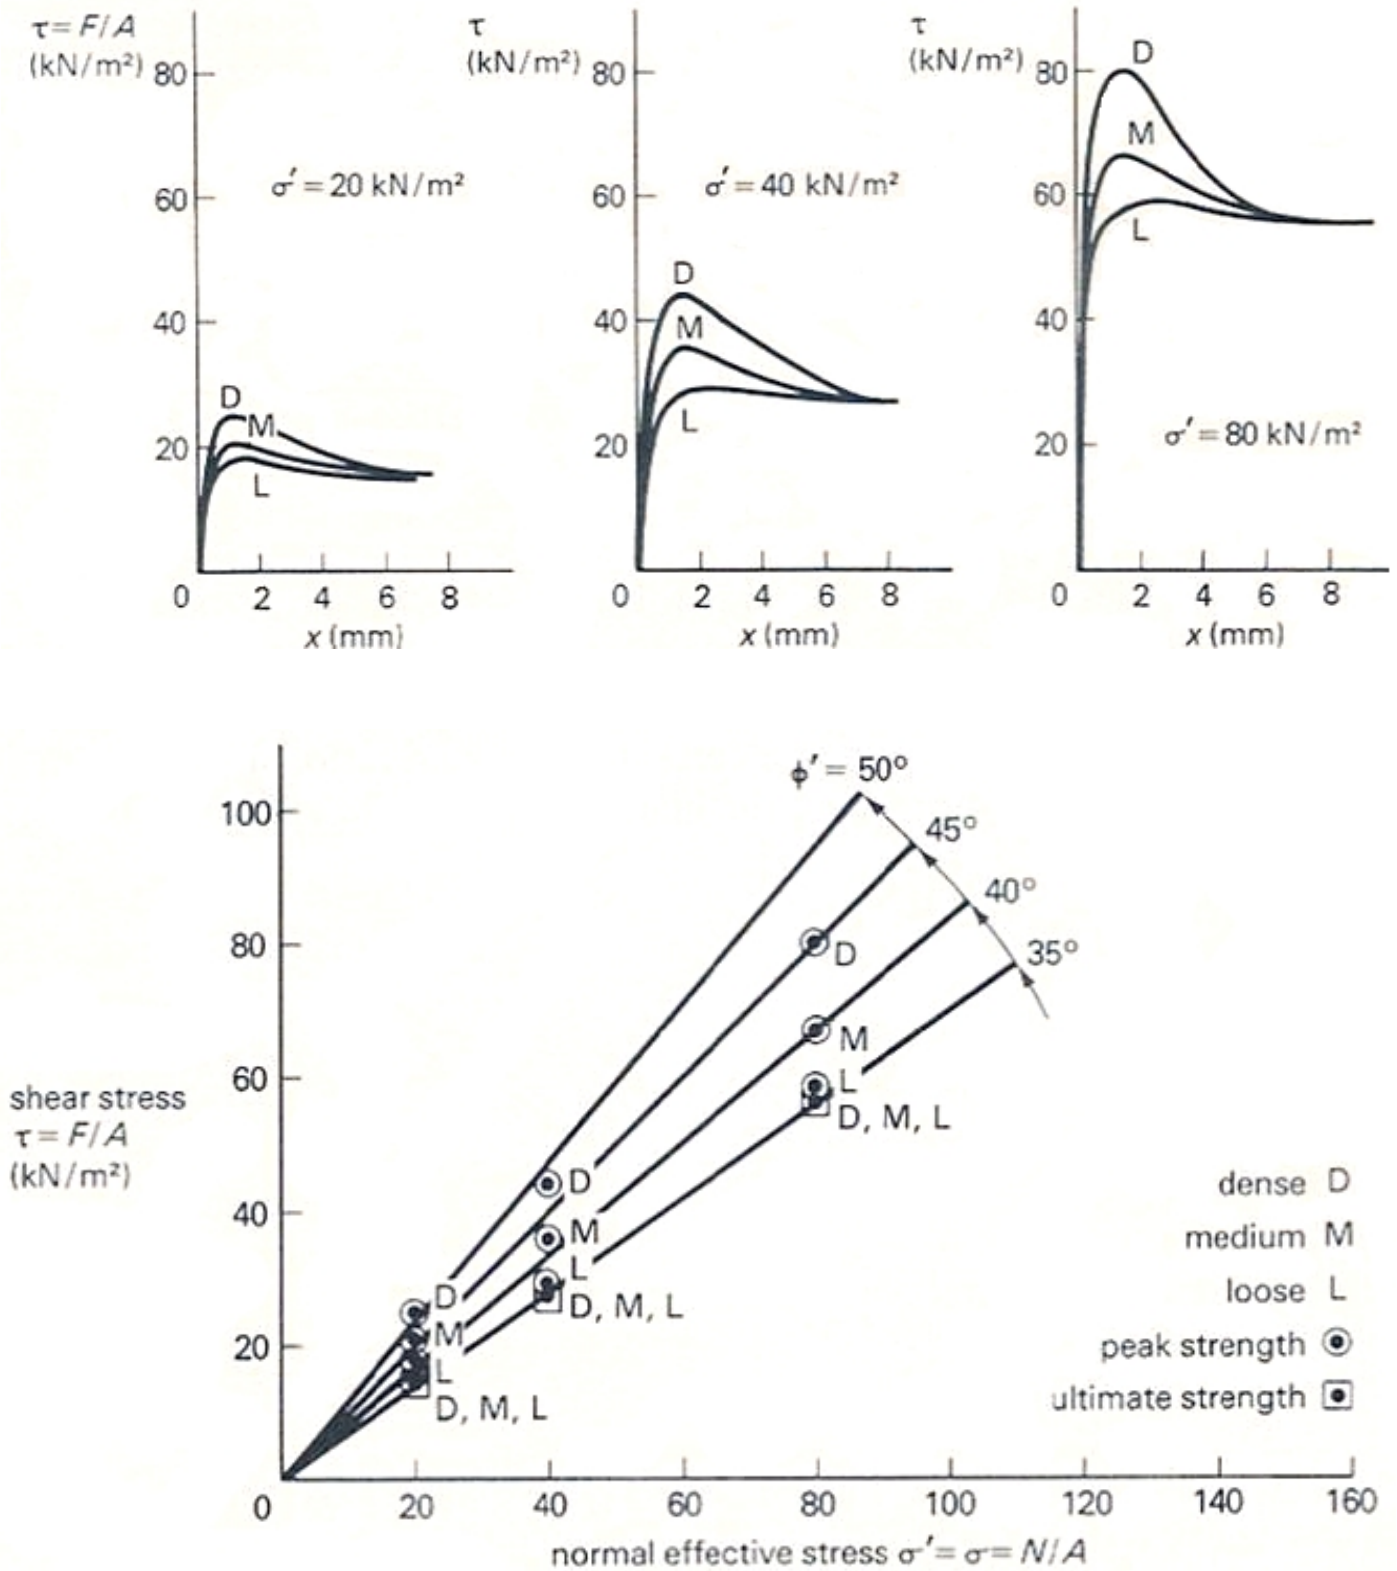 τ = F/A
(kN/m²)
80
60
40
20
σ′ = 20 kN/m²
D
M
L
0 2 4 6 8
x (mm)
τ
(kN/m²)
80
60
40
20
σ′ = 40 kN/m²
D
M
L
0 2 4 6 8
x (mm)
τ
(kN/m²)
80
60
40
20
D
M
L
σ′ = 80 kN/m²
0 2 4 6 8
x (mm)
ϕ′ = 50°
45°
40°
35°
100
80
60
40
20
shear stress
τ = F/A
(kN/m²)
D
M
L
D, M, L
D
M
L
D, M, L
D
M
L
D, M, L
dense D
medium M
loose L
peak strength
ultimate strength
0 20 40 60 80 100 120 140 160
normal effective stress σ′ = σ = N/A